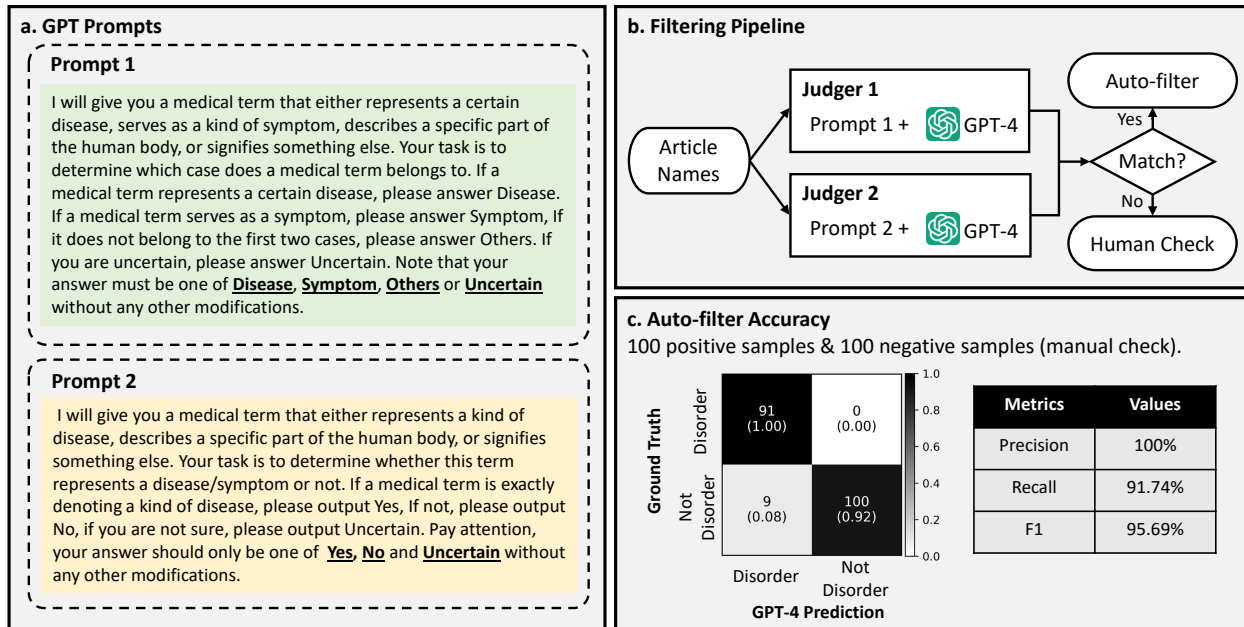 a. GPT Prompts
Prompt 1
I will give you a medical term that either represents a certain
disease, serves as a kind of symptom, describes a specific part of
the human body, or signifies something else. Your task is to
determine which case does a medical term belongs to. If a
medical term represents a certain disease, please answer Disease.
If a medical term serves as a symptom, please answer Symptom, If
it does not belong to the first two cases, please answer Others. If
you are uncertain, please answer Uncertain. Note that your
answer must be one of Disease, Symptom, Others or Uncertain
without any other modifications.
Prompt 2
I will give you a medical term that either represents a kind of
disease, describes a specific part of the human body, or signifies
something else. Your task is to determine whether this term
represents a disease/symptom or not. If a medical term is exactly
denoting a kind of disease, please output Yes, If not, please output
No, if you are not sure, please output Uncertain. Pay attention,
your answer should only be one of Yes, No and Uncertain without
any other modifications.
b. Filtering Pipeline
Article
Names
Judger 1
Prompt 1 + GPT-4
Judger 2
Prompt 2 + GPT-4
Auto-filter
Yes
Match?
No
Human Check
c. Auto-filter Accuracy
100 positive samples & 100 negative samples (manual check).
Ground Truth
Disorder
Not
Disorder
91
(1.00)
0
(0.00)
9
(0.08)
100
(0.92)
Disorder
Not
Disorder
GPT-4 Prediction
1.0
0.8
0.6
0.4
0.2
0.0
Metrics Values
Precision 100%
Recall 91.74%
F1 95.69%